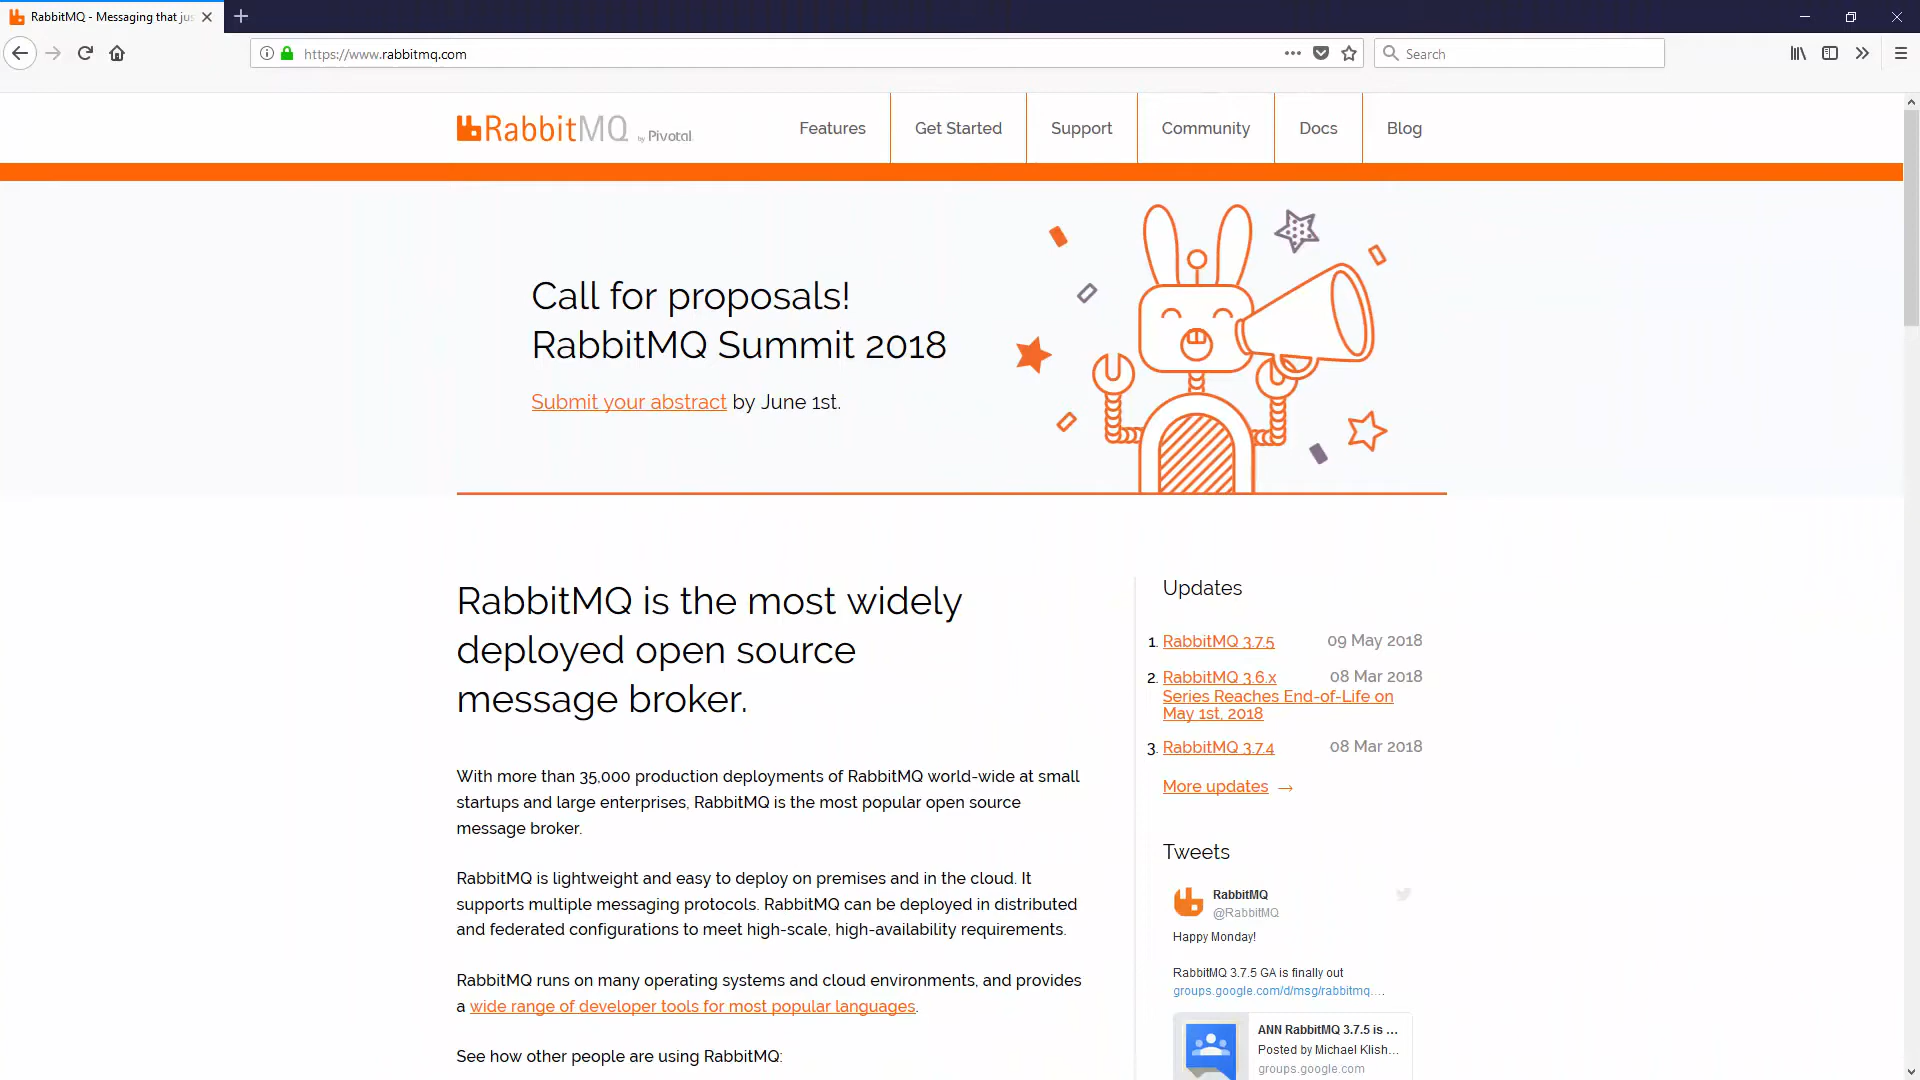 RabbitMQ - Messaging that jus
https://www.rabbitmq.com
Search
RabbitMQ by Pivotal
Features
Get Started
Support
Community
Docs
Blog
Call for proposals!
RabbitMQ Summit 2018
Submit your abstract by June 1st.
RabbitMQ is the most widely
deployed open source
message broker.
With more than 35,000 production deployments of RabbitMQ world-wide at small
startups and large enterprises, RabbitMQ is the most popular open source
message broker.
RabbitMQ is lightweight and easy to deploy on premises and in the cloud. It
supports multiple messaging protocols. RabbitMQ can be deployed in distributed
and federated configurations to meet high-scale, high-availability requirements.
RabbitMQ runs on many operating systems and cloud environments, and provides
a wide range of developer tools for most popular languages.
See how other people are using RabbitMQ:
Updates
1. RabbitMQ 3.7.5 09 May 2018
2. RabbitMQ 3.6.x 08 Mar 2018
Series Reaches End-of-Life on
May 1st, 2018
3. RabbitMQ 3.7.4 08 Mar 2018
More updates →
Tweets
RabbitMQ
@RabbitMQ
Happy Monday!
RabbitMQ 3.7.5 GA is finally out
groups.google.com/d/msg/rabbitmq....
ANN RabbitMQ 3.7.5 is ...
Posted by Michael Klish...
groups.google.com